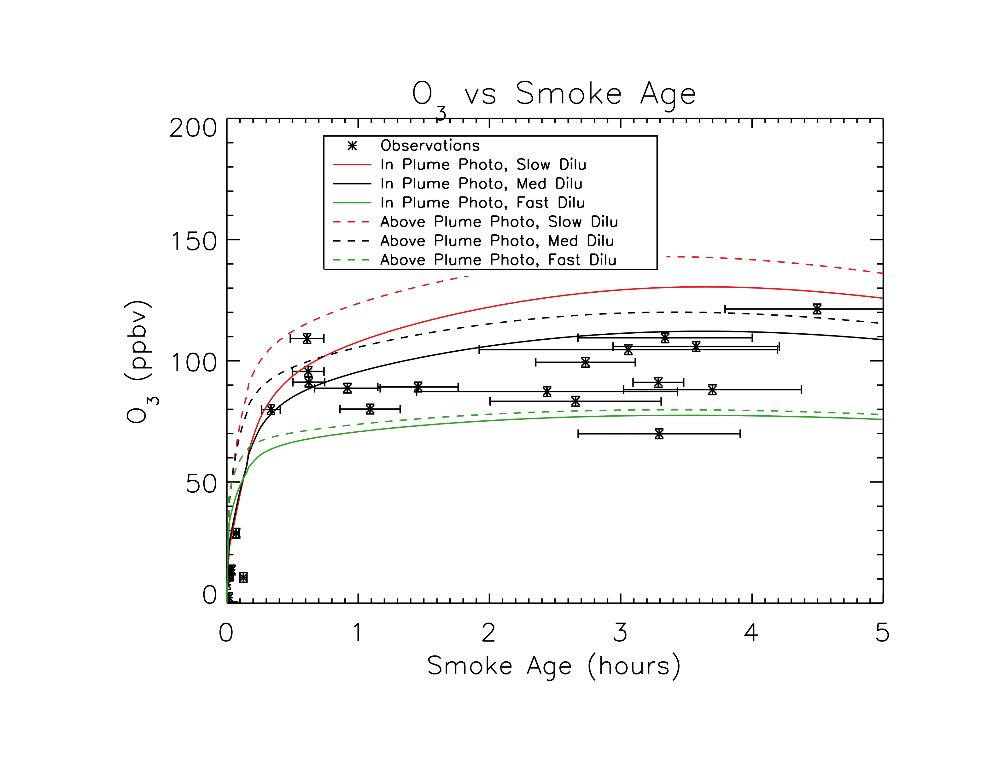 O3 vs Smoke Age
200
150
100
50
0
O3 (ppbv)
Observations
In Plume Photo, Slow Dilu
In Plume Photo, Med Dilu
In Plume Photo, Fast Dilu
Above Plume Photo, Slow Dilu
Above Plume Photo, Med Dilu
Above Plume Photo, Fast Dilu
0 1 2 3 4 5
Smoke Age (hours)